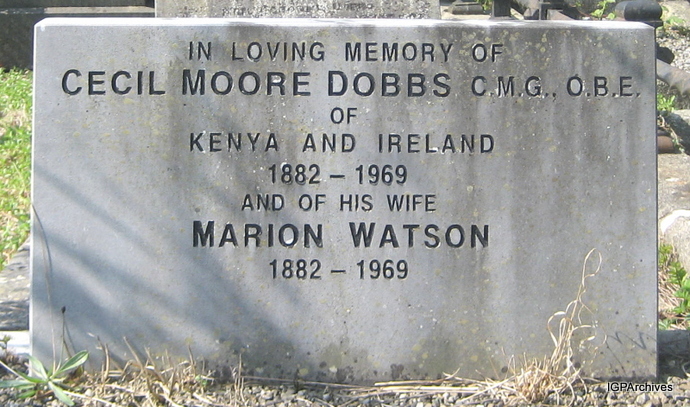 IN LOVING MEMORY OF
CECIL MOORE DOBBS C.M.G., O.B.E.
OF
KENYA AND IRELAND
1882 – 1969
AND OF HIS WIFE
MARION WATSON
1882 – 1969
IGPArchives